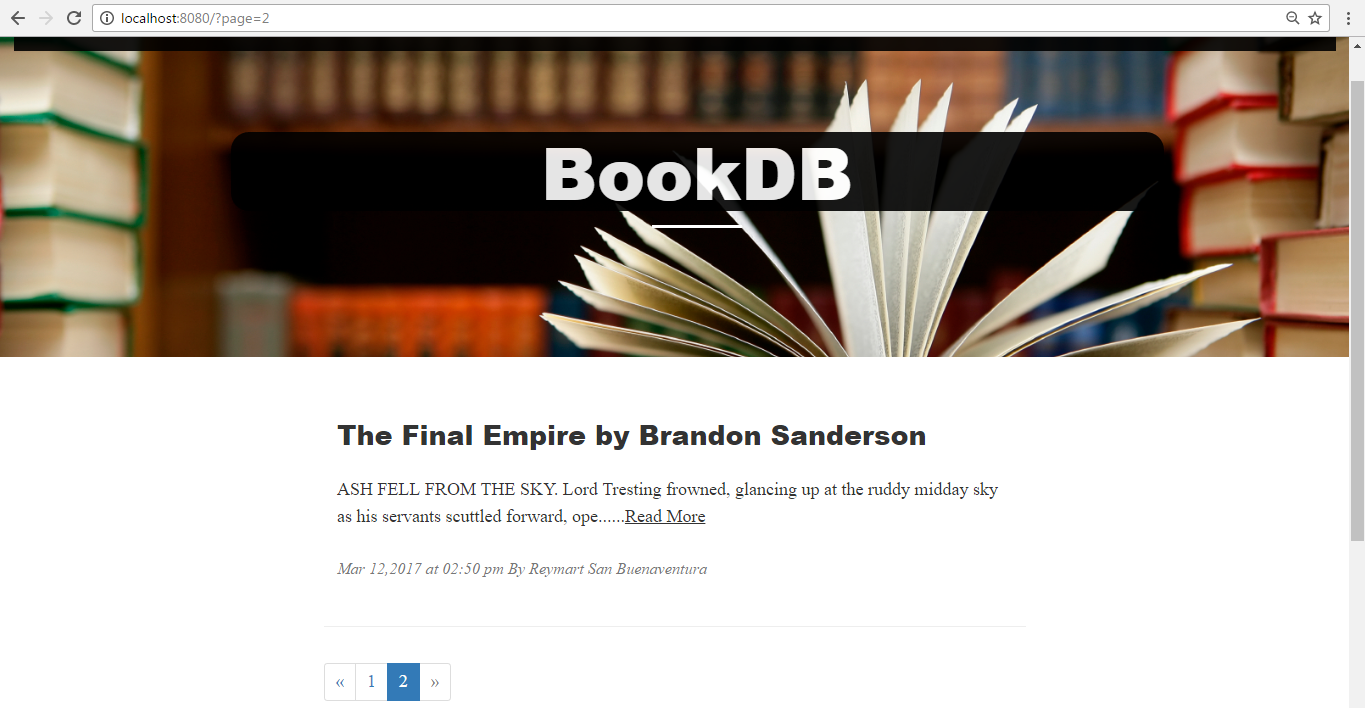 localhost:8080/?page=2
BookDB
The Final Empire by Brandon Sanderson
ASH FELL FROM THE SKY. Lord Tresting frowned, glancing up at the ruddy midday sky
as his servants scuttled forward, ope......Read More
Mar 12,2017 at 02:50 pm By Reymart San Buenaventura
« 1 2 »